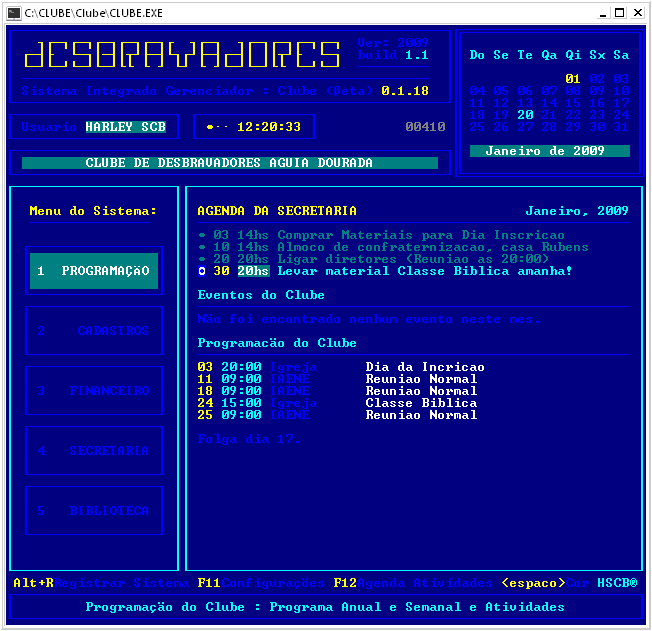 C:\CLUBE\Clube\CLUBE.EXE
DESBRAVADORES
Ver: 2009
build 1.1
Sistema Integrado Gerenciador : Clube (Beta) 0.1.18
Usuario HARLEY SCB
12:20:33
00410
CLUBE DE DESBRAVADORES AGUIA DOURADA
Do Se Te Qa Qi Sx Sa
01 02 03
04 05 06 07 08 09 10
11 12 13 14 15 16 17
18 19 20 21 22 23 24
25 26 27 28 29 30 31
Janeiro de 2009
Menu do Sistema:
1 PROGRAMAÇäO
2 CADASTROS
3 FINANCEIRO
4 SECRETARIA
5 BIBLIOTECA
AGENDA DA SECRETARIA Janeiro, 2009
• 03 14hs Comprar Materiais para Dia Inscricao
• 10 14hs Almoco de confraternizacao, casa Rubens
• 20 20hs Ligar diretores (Reuniao as 20:00)
30 20hs Levar material Classe Biblica amanha!
Eventos do Clube
Não foi encontrado nenhum evento neste mes.
Programacão do Clube
03 20:00 Igreja Dia da Incricao
11 09:00 IAENE Reuniao Normal
18 09:00 IAENE Reuniao Normal
24 15:00 Igreja Classe Biblica
25 09:00 IAENE Reuniao Normal
Folga dia 17.
Alt+R Registrar Sistema F11 Configurações F12 Agenda Atividades <espaco> Cor HSCB®
Programaçäo do Clube : Programa Anual e Semanal e Atividades